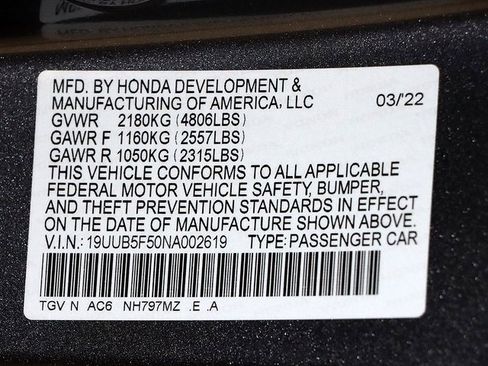 MFD. BY HONDA DEVELOPMENT &
MANUFACTURING OF AMERICA, LLC 03/'22
GVWR 2180KG (4806LBS)
GAWR F 1160KG (2557LBS)
GAWR R 1050KG (2315LBS)
THIS VEHICLE CONFORMS TO ALL APPLICABLE
FEDERAL MOTOR VEHICLE SAFETY, BUMPER,
AND THEFT PREVENTION STANDARDS IN EFFECT
ON THE DATE OF MANUFACTURE SHOWN ABOVE.
V.I.N.: 19UUB5F50NA002619 TYPE: PASSENGER CAR
TGV N AC6 NH797MZ .E .A